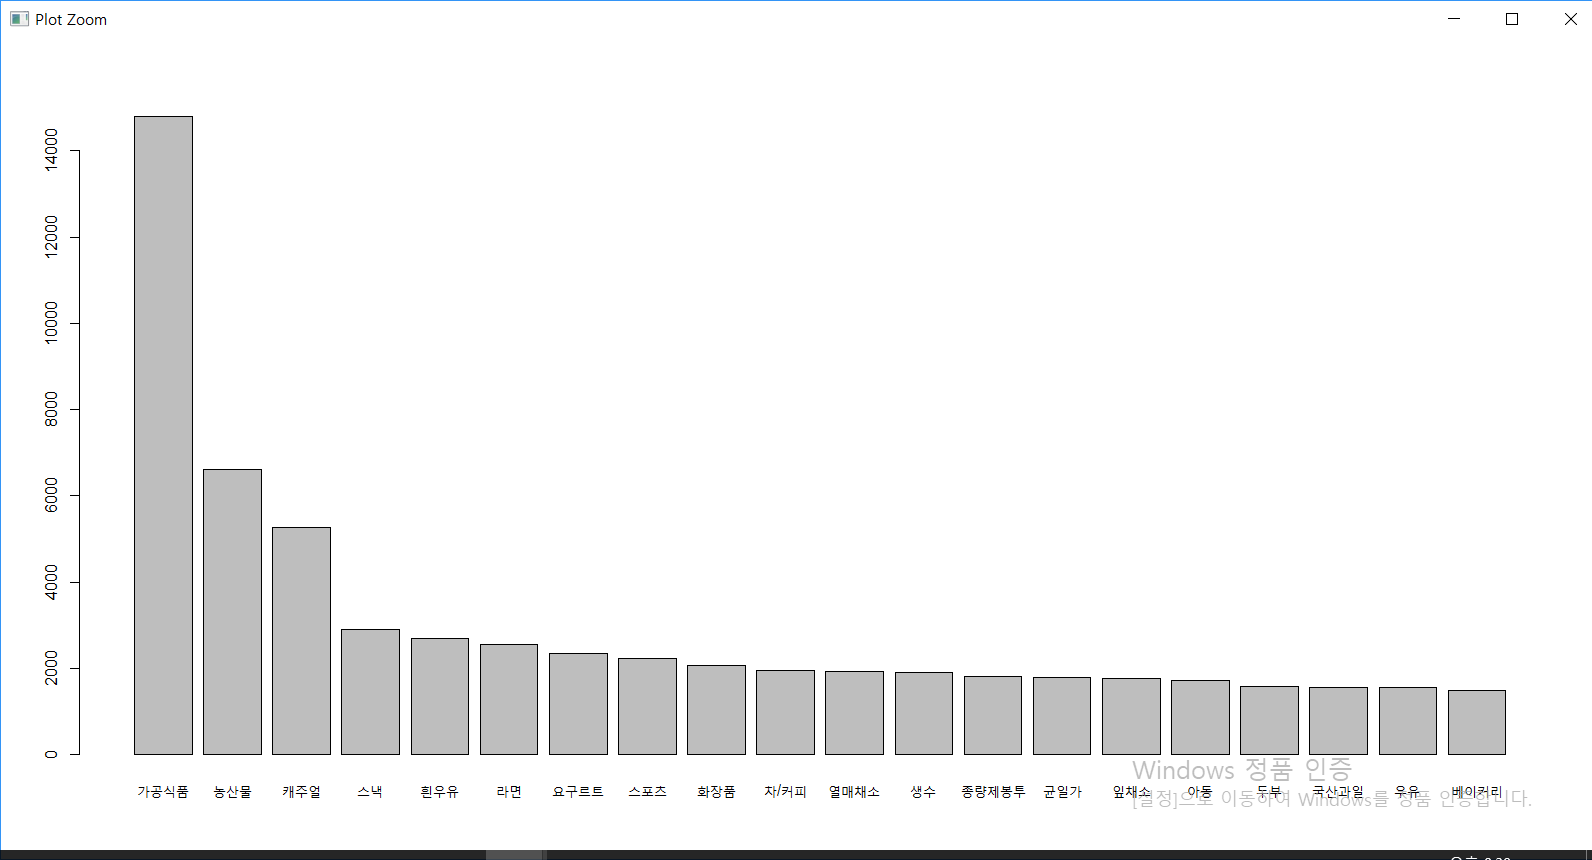 Plot Zoom
14000
12000
10000
8000
6000
4000
2000
0
가공식품 농산물 캐주얼 스낵 흰우유 라면 요구르트 스포츠 화장품 차/커피 열매채소 생수 종량제봉투 균일가 잎채소 아동 두부 국산과일 우유 베이커리
Windows 정품 인증
[설정]으로 이동하여 Windows를 정품 인증합니다.